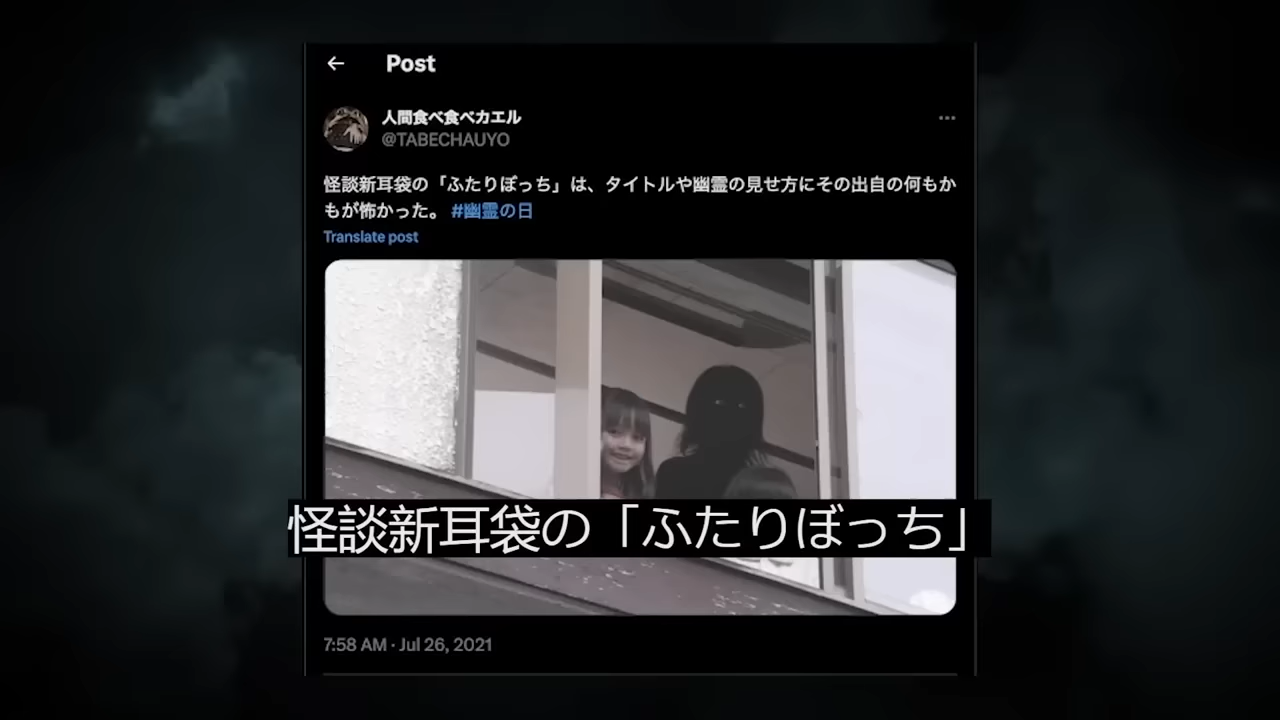 Post
人間食べ食べカエル
@TABECHAUYO
怪談新耳袋の「ふたりぼっち」は、タイトルや幽霊の見せ方にその出自の何もか
もが怖かった。 #幽霊の日
Translate post
怪談新耳袋の「ふたりぼっち」
7:58 AM · Jul 26, 2021